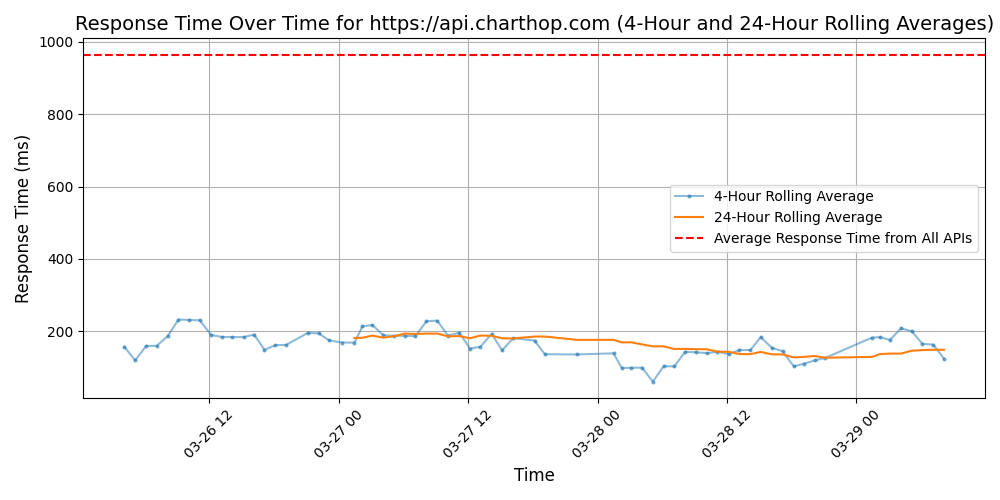 Response Time Over Time for https://api.charthop.com (4-Hour and 24-Hour Rolling Averages)
Response Time (ms)
1000
800
600
400
200
4-Hour Rolling Average
24-Hour Rolling Average
Average Response Time from All APIs
03-26 12
03-27 00
03-27 12
03-28 00
03-28 12
03-29 00
Time